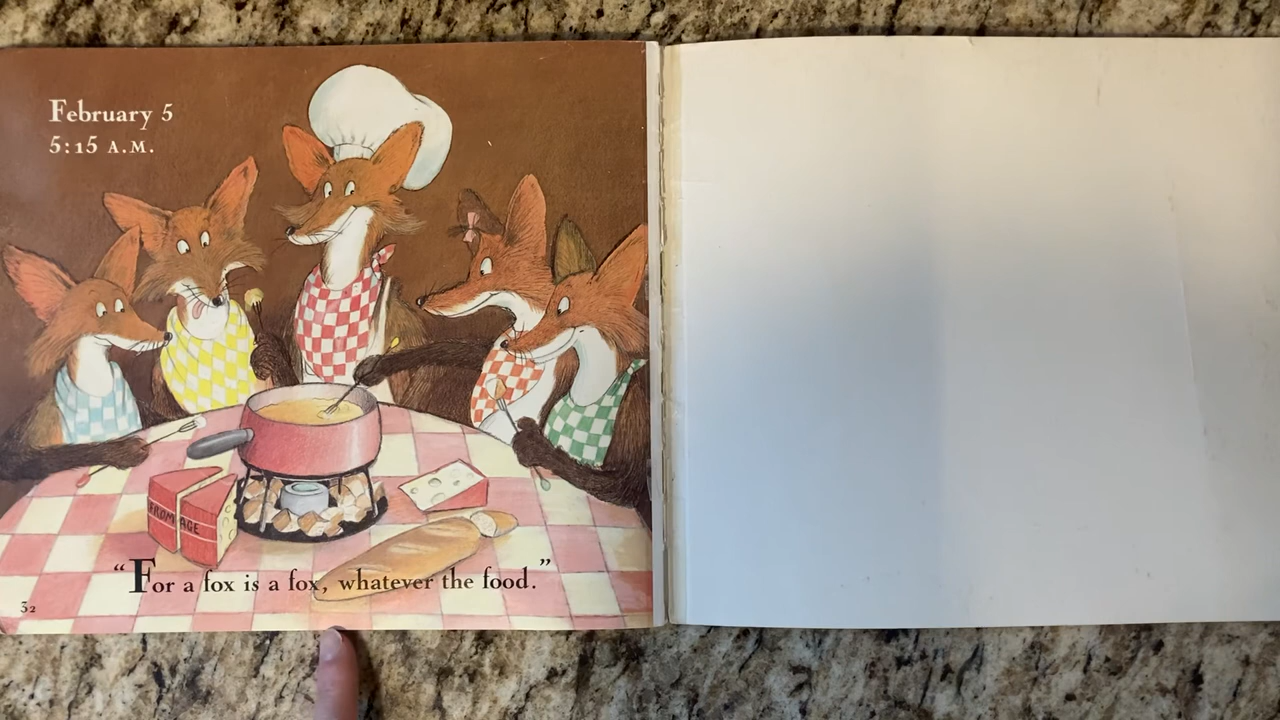 February 5
5:15 A.M.
FROMAGE
“For a fox is a fox, whatever the food.”
32